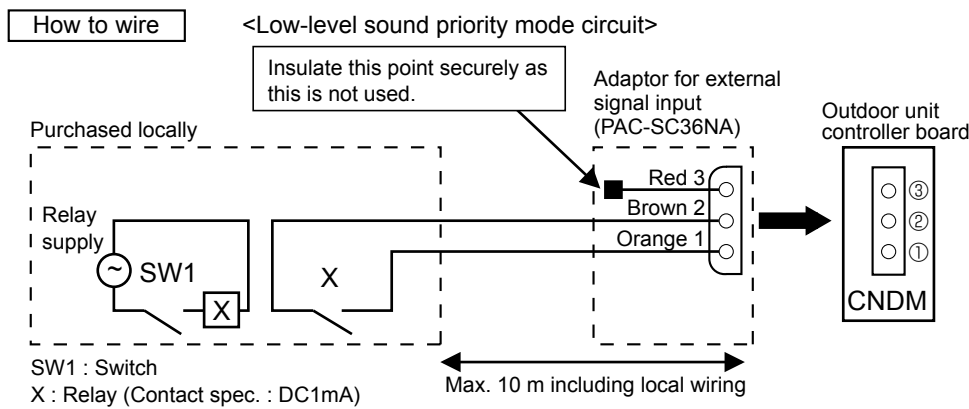 How to wire
<Low-level sound priority mode circuit>
Insulate this point securely as
this is not used.
Adaptor for external
signal input
(PAC-SC36NA)
Outdoor unit
controller board
Purchased locally
Red 3
Brown 2
Orange 1
③
②
①
CNDM
Relay
supply
~
SW1
X
X
SW1 : Switch
X : Relay (Contact spec. : DC1mA)
Max. 10 m including local wiring